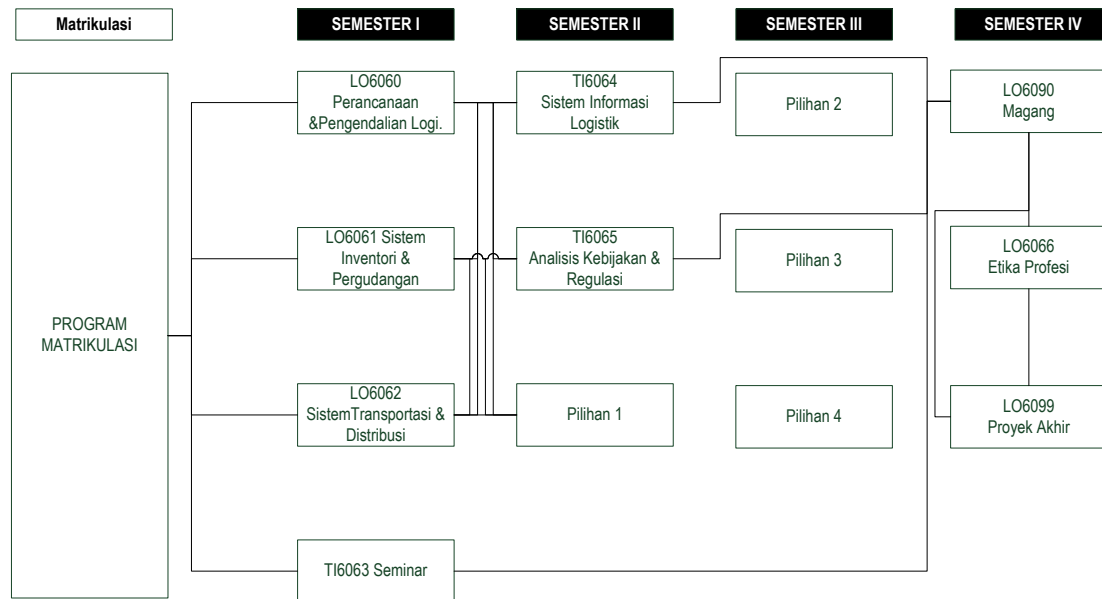 Matrikulasi
SEMESTER I
SEMESTER II
SEMESTER III
SEMESTER IV
PROGRAM
MATRIKULASI
LO6060
Perancanaan
&Pengendalian Logi.
LO6061 Sistem
Inventori &
Pergudangan
LO6062
SistemTransportasi &
Distribusi
TI6063 Seminar
TI6064
Sistem Informasi
Logistik
TI6065
Analisis Kebijakan &
Regulasi
Pilihan 1
Pilihan 2
Pilihan 3
Pilihan 4
LO6090
Magang
LO6066
Etika Profesi
LO6099
Proyek Akhir